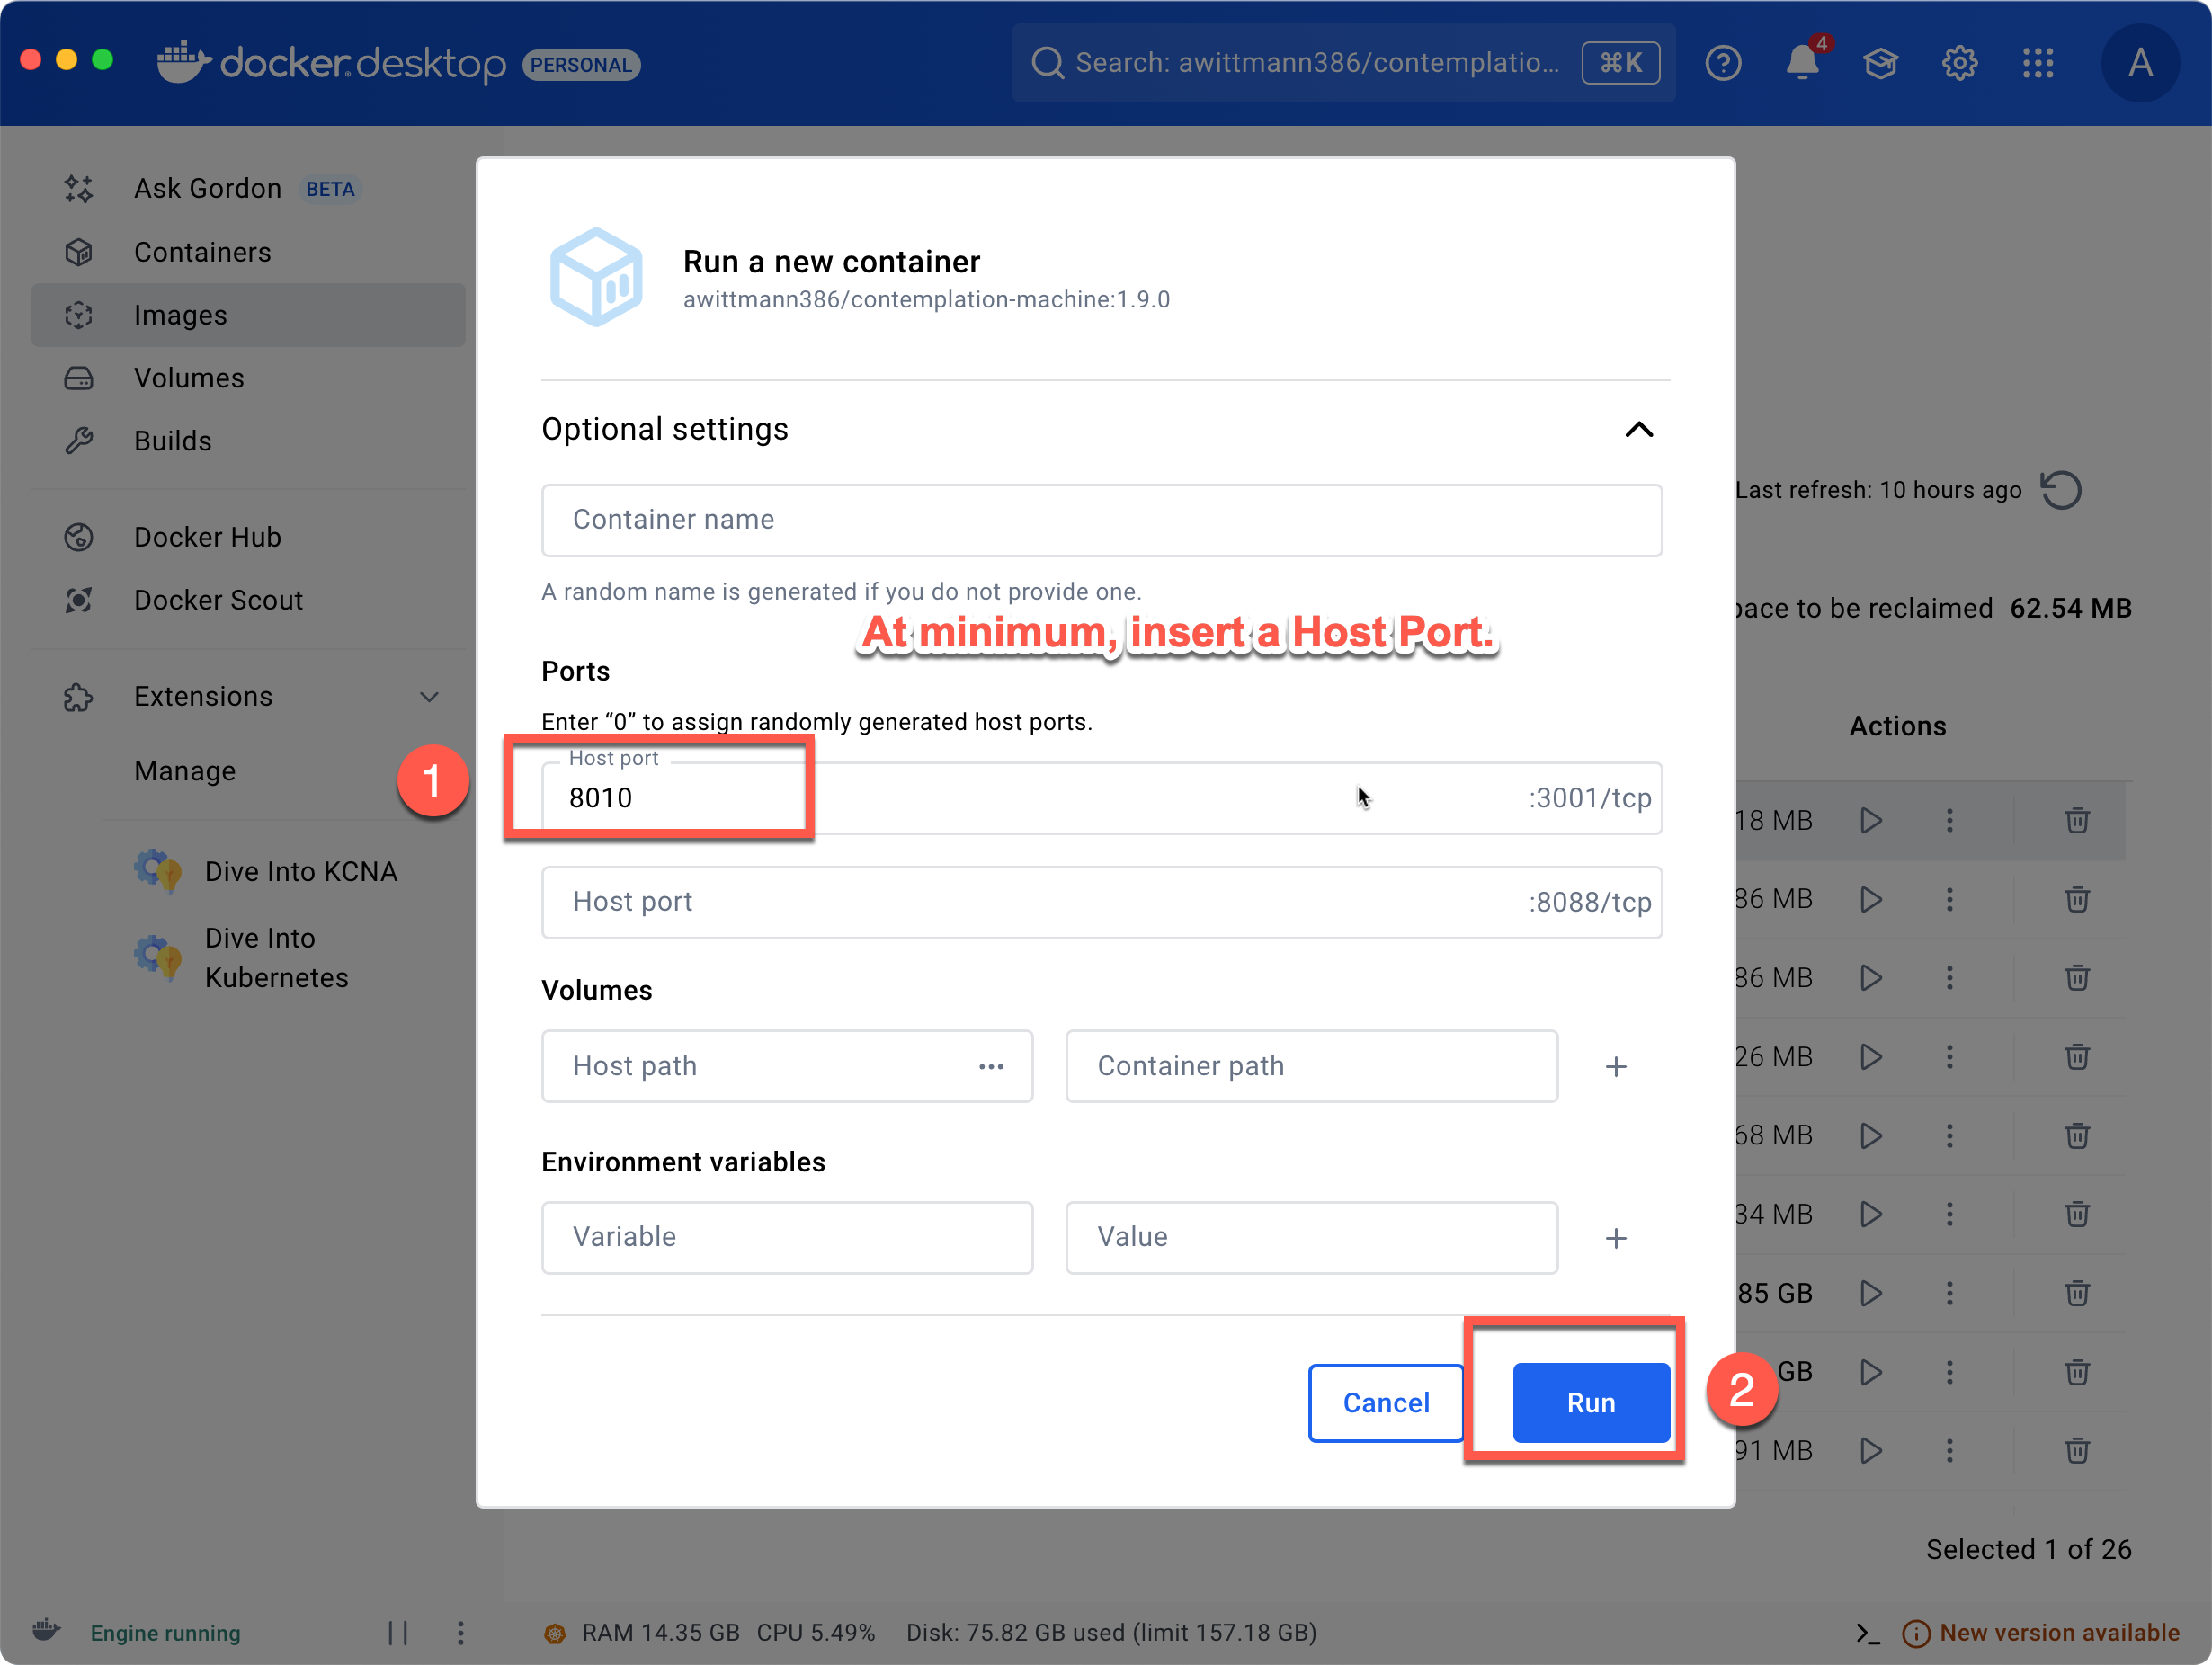 docker.desktop PERSONAL
Search: awittmann386/contemplatio... ⌘K
4
A
Ask Gordon BETA
Containers
Images
Volumes
Builds
Docker Hub
Docker Scout
Extensions
Manage
Dive Into KCNA
Dive Into
Kubernetes
Run a new container
awittmann386/contemplation-machine:1.9.0
Optional settings
Container name
A random name is generated if you do not provide one.
At minimum, insert a Host Port.
Ports
Enter “0” to assign randomly generated host ports.
1
Host port
8010 :3001/tcp
Host port :8088/tcp
Volumes
Host path ... Container path +
Environment variables
Variable Value +
Cancel Run 2
Last refresh: 10 hours ago
pace to be reclaimed 62.54 MB
Actions
18 MB
86 MB
86 MB
26 MB
68 MB
34 MB
85 GB
GB
91 MB
Selected 1 of 26
Engine running
RAM 14.35 GB CPU 5.49% Disk: 75.82 GB used (limit 157.18 GB)
New version available